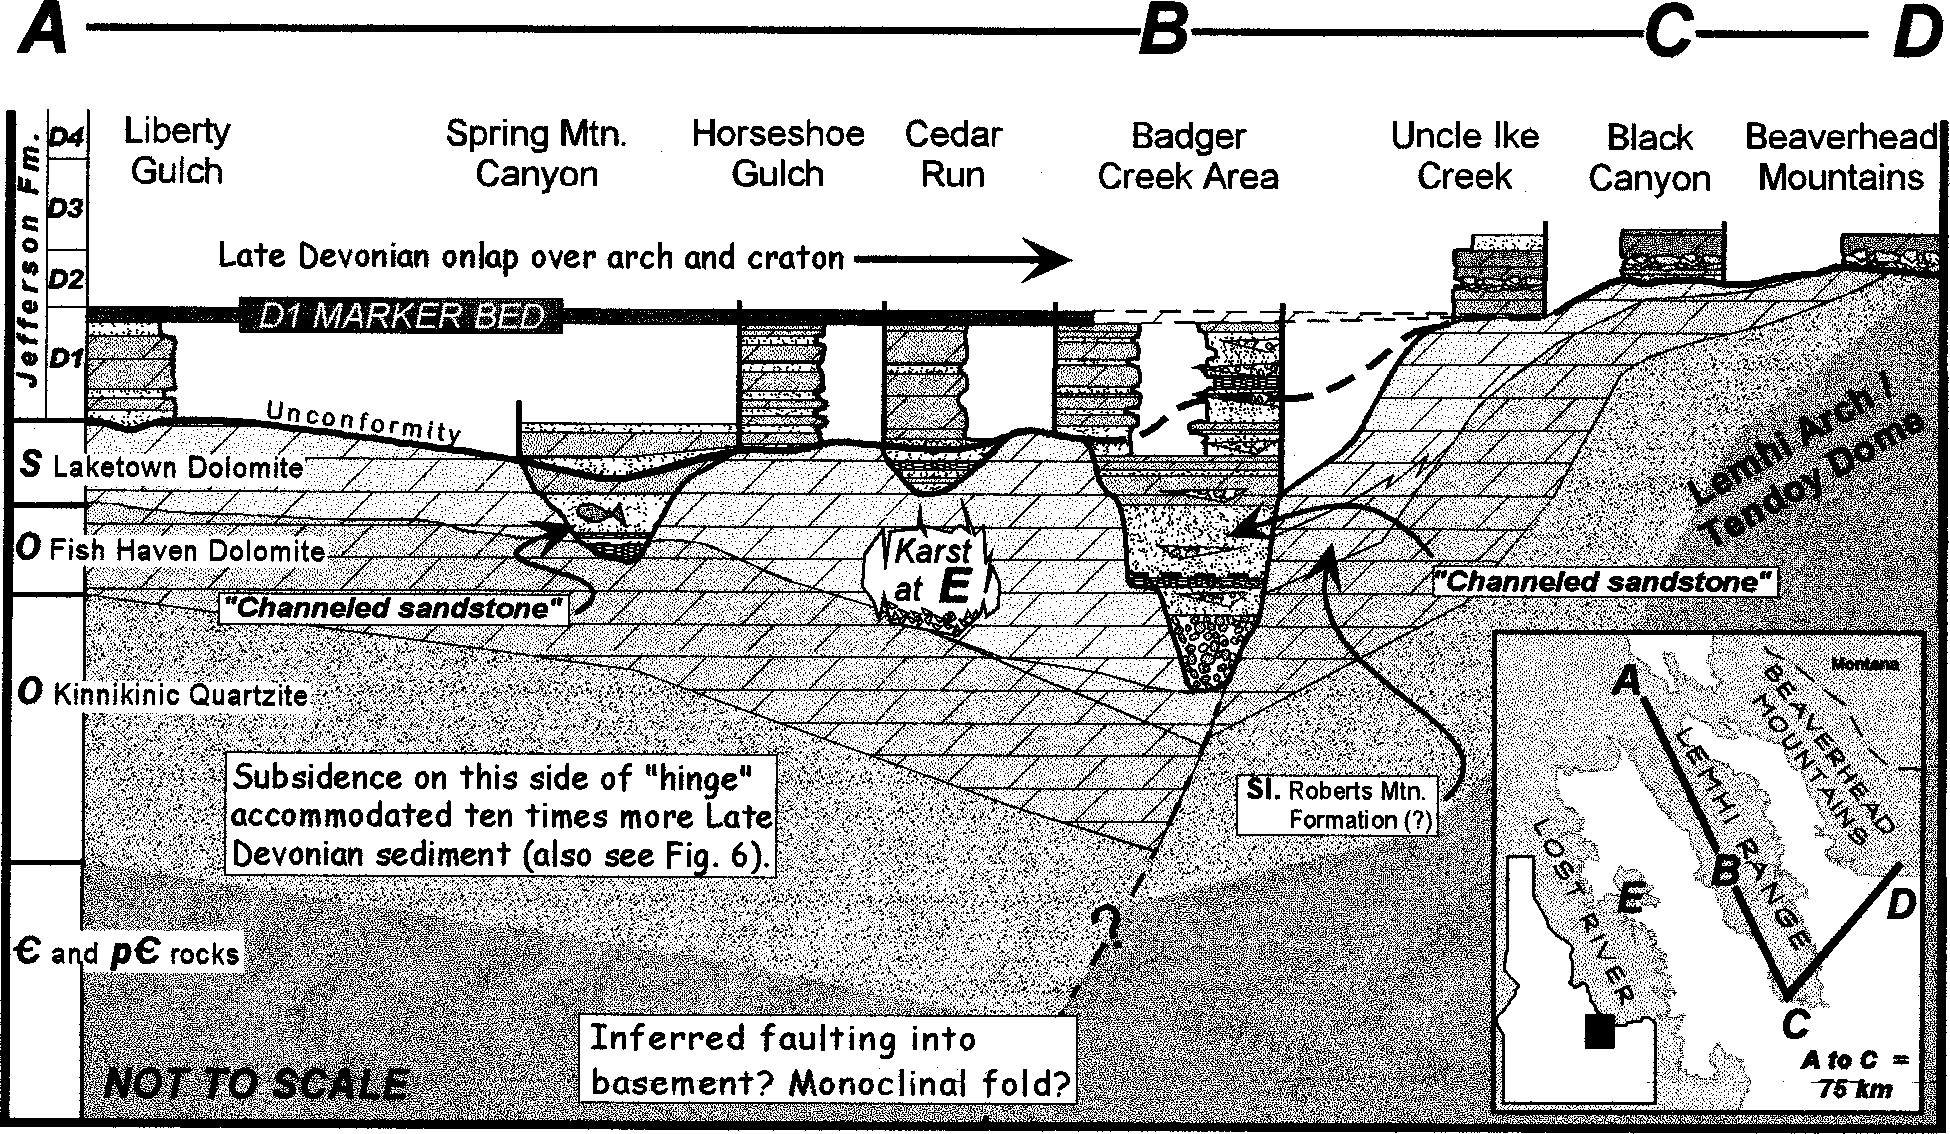 A B C D
Jefferson Fm.
D4
D3
D2
D1
Liberty
Gulch
Spring Mtn.
Canyon
Horseshoe
Gulch
Cedar
Run
Badger
Creek Area
Uncle Ike
Creek
Black
Canyon
Beaverhead
Mountains
Late Devonian onlap over arch and craton
D1 MARKER BED
Unconformity
S Laketown Dolomite
O Fish Haven Dolomite
"Channeled sandstone"
Karst
at E
"Channeled sandstone"
Lemhi Arch /
Tendoy Dome
O Kinnikinic Quartzite
Subsidence on this side of "hinge"
accommodated ten times more Late
Devonian sediment (also see Fig. 6).
Sl. Roberts Mtn.
Formation (?)
Є and pЄ rocks
?
Inferred faulting into
basement? Monoclinal fold?
NOT TO SCALE
Montana
A
BEAVERHEAD
MOUNTAINS
LEMHI RANGE
LOST RIVER
B
E
D
C
A to C =
75 km